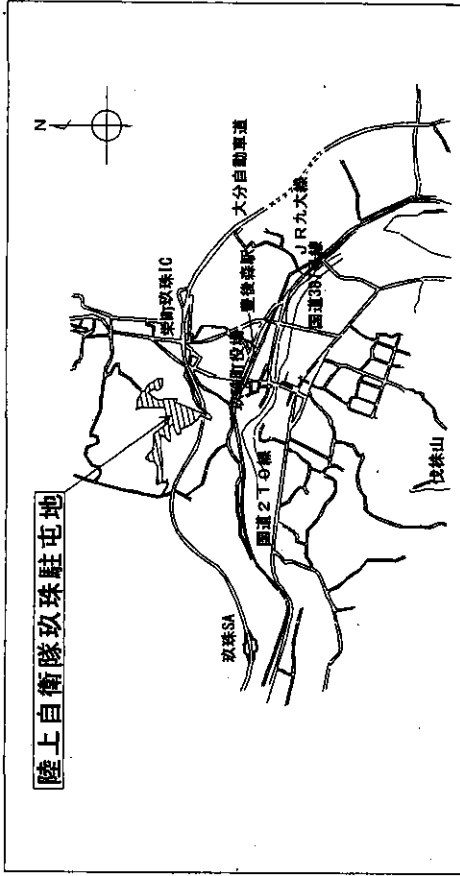 陸上自衛隊玖珠駐屯地
N
栄町玖珠IC
大分自動車道
豊後森駅
JR九大線
玖珠町役場
国道387号線
国道210号線
玖珠SA
伐株山